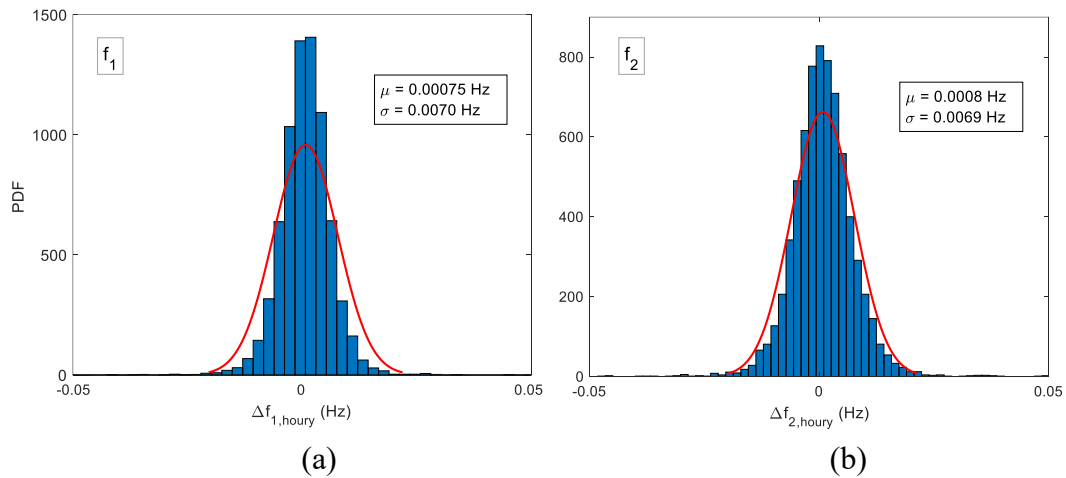 f1
μ = 0.00075 Hz
σ = 0.0070 Hz
PDF
1500
1000
500
0
-0.05
0
0.05
Δf1,houry (Hz)
(a)
f2
μ = 0.0008 Hz
σ = 0.0069 Hz
800
600
400
200
0
-0.05
0
0.05
Δf2,houry (Hz)
(b)